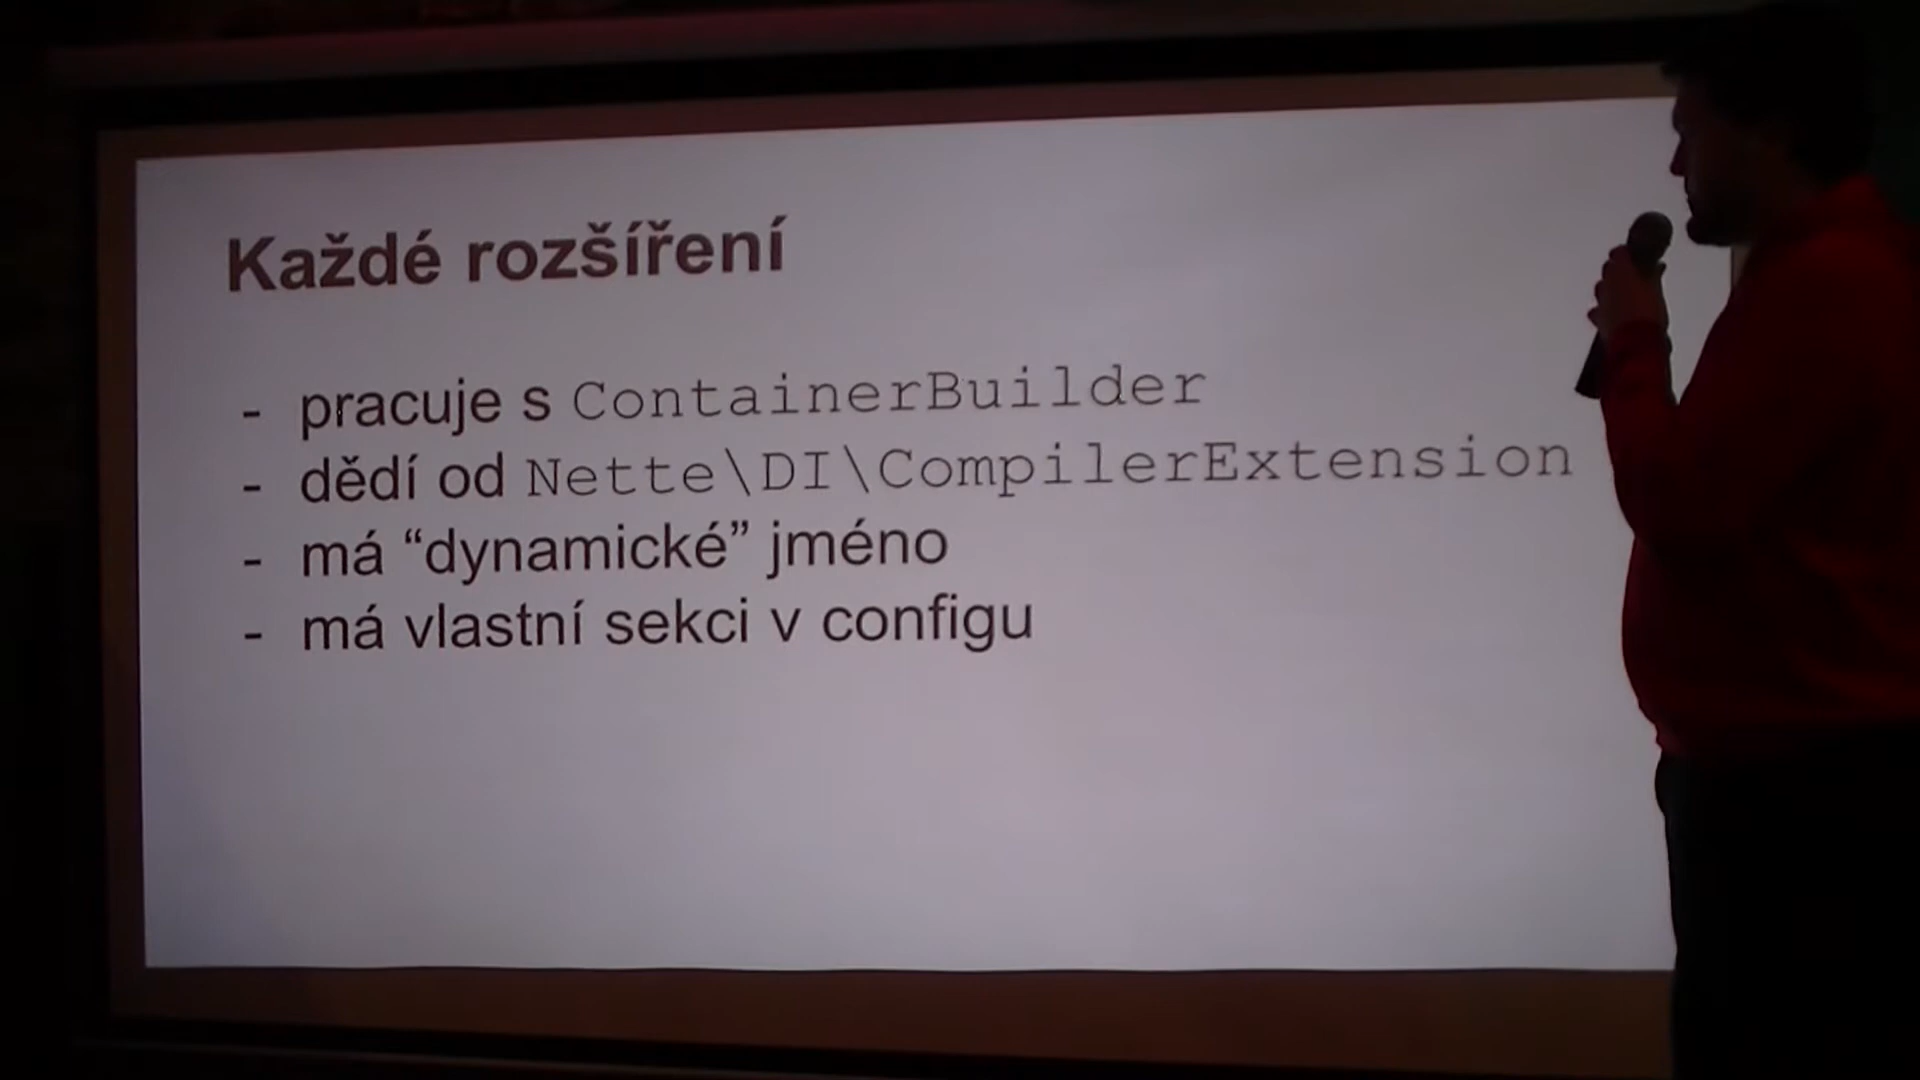 Každé rozšíření
- pracuje s ContainerBuilder
- dědí od Nette\DI\CompilerExtension
- má “dynamické” jméno
- má vlastní sekci v configu